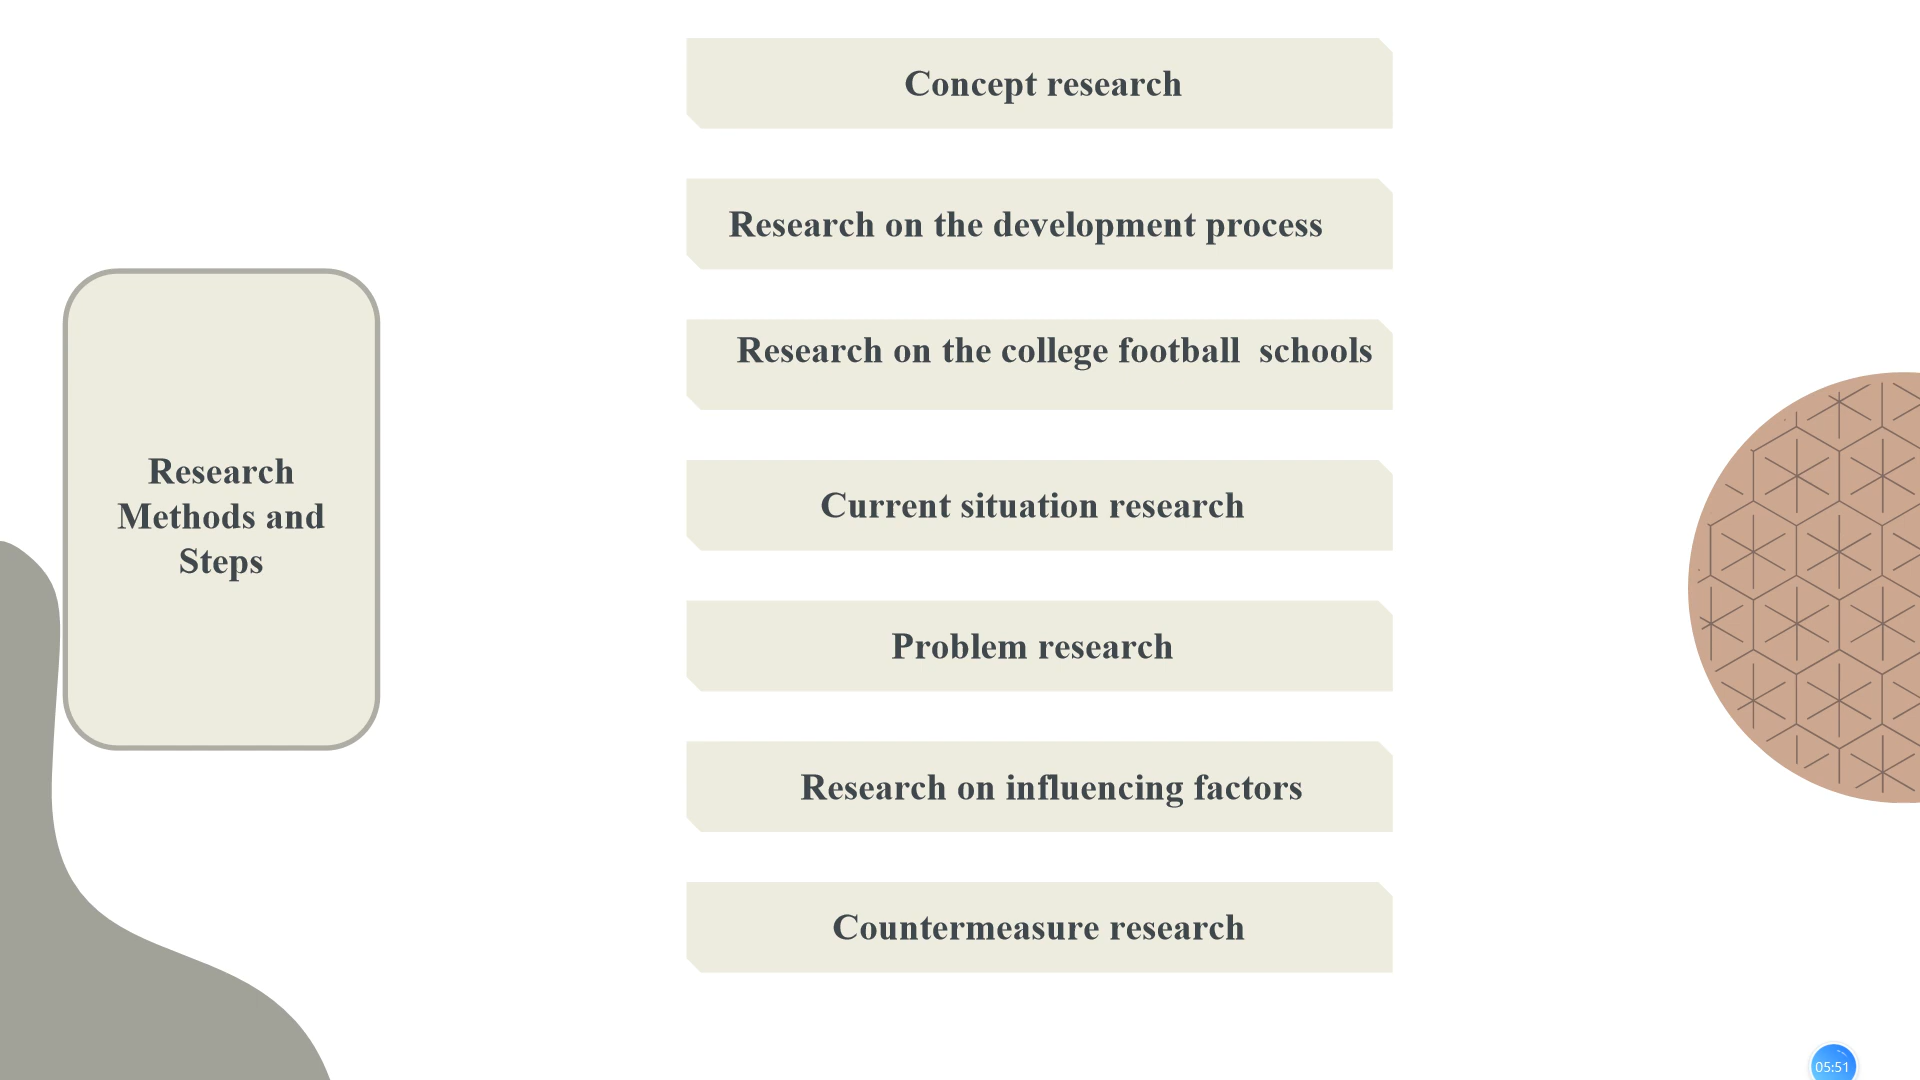 Research
Methods and
Steps
Concept research
Research on the development process
Research on the college football  schools
Current situation research
Problem research
Research on influencing factors
Countermeasure research
05:51